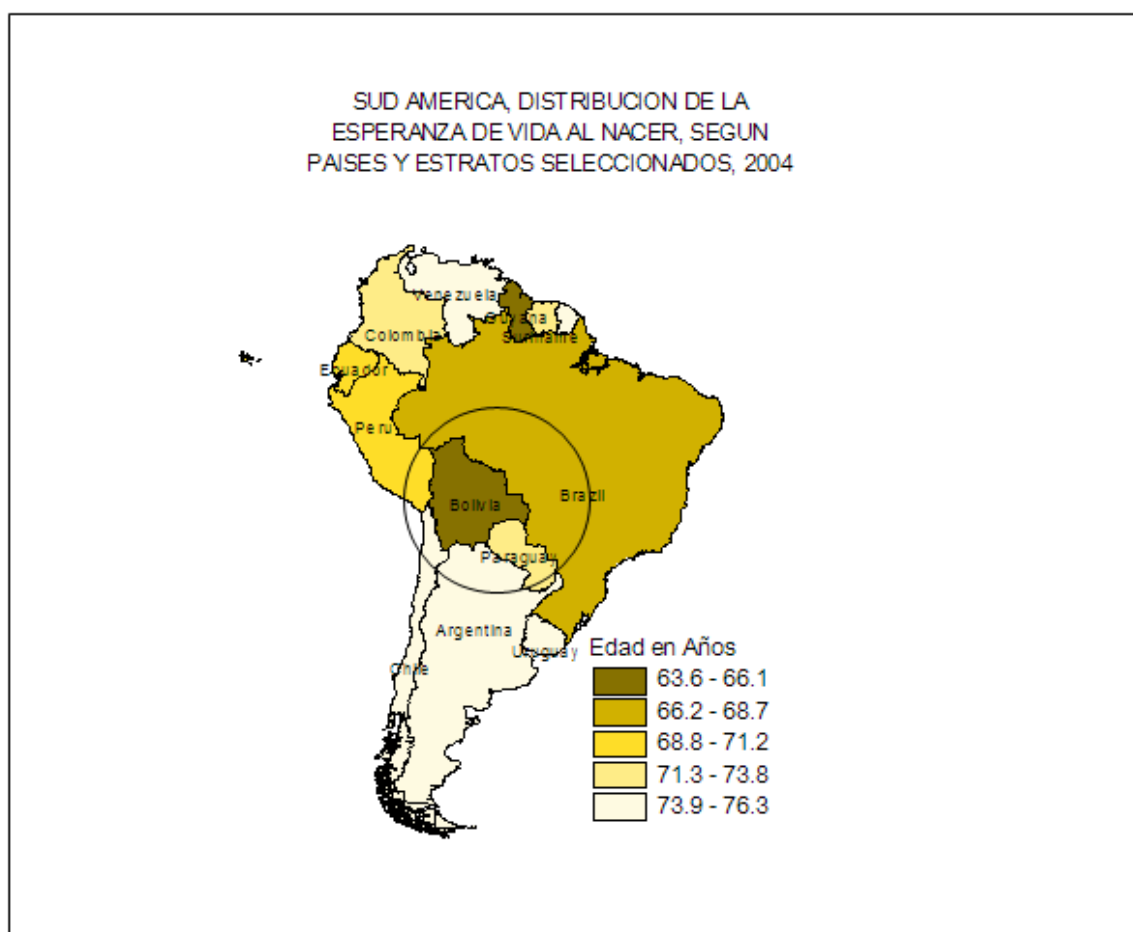 SUD AMERICA, DISTRIBUCION DE LA
ESPERANZA DE VIDA AL NACER, SEGUN
PAISES Y ESTRATOS SELECCIONADOS, 2004
Venezuela
Guyana
Suriname
Colombia
Ecuador
Peru
Brazil
Bolivia
Paraguay
Argentina
Uruguay
Chile
Edad en Años
63.6 - 66.1
66.2 - 68.7
68.8 - 71.2
71.3 - 73.8
73.9 - 76.3